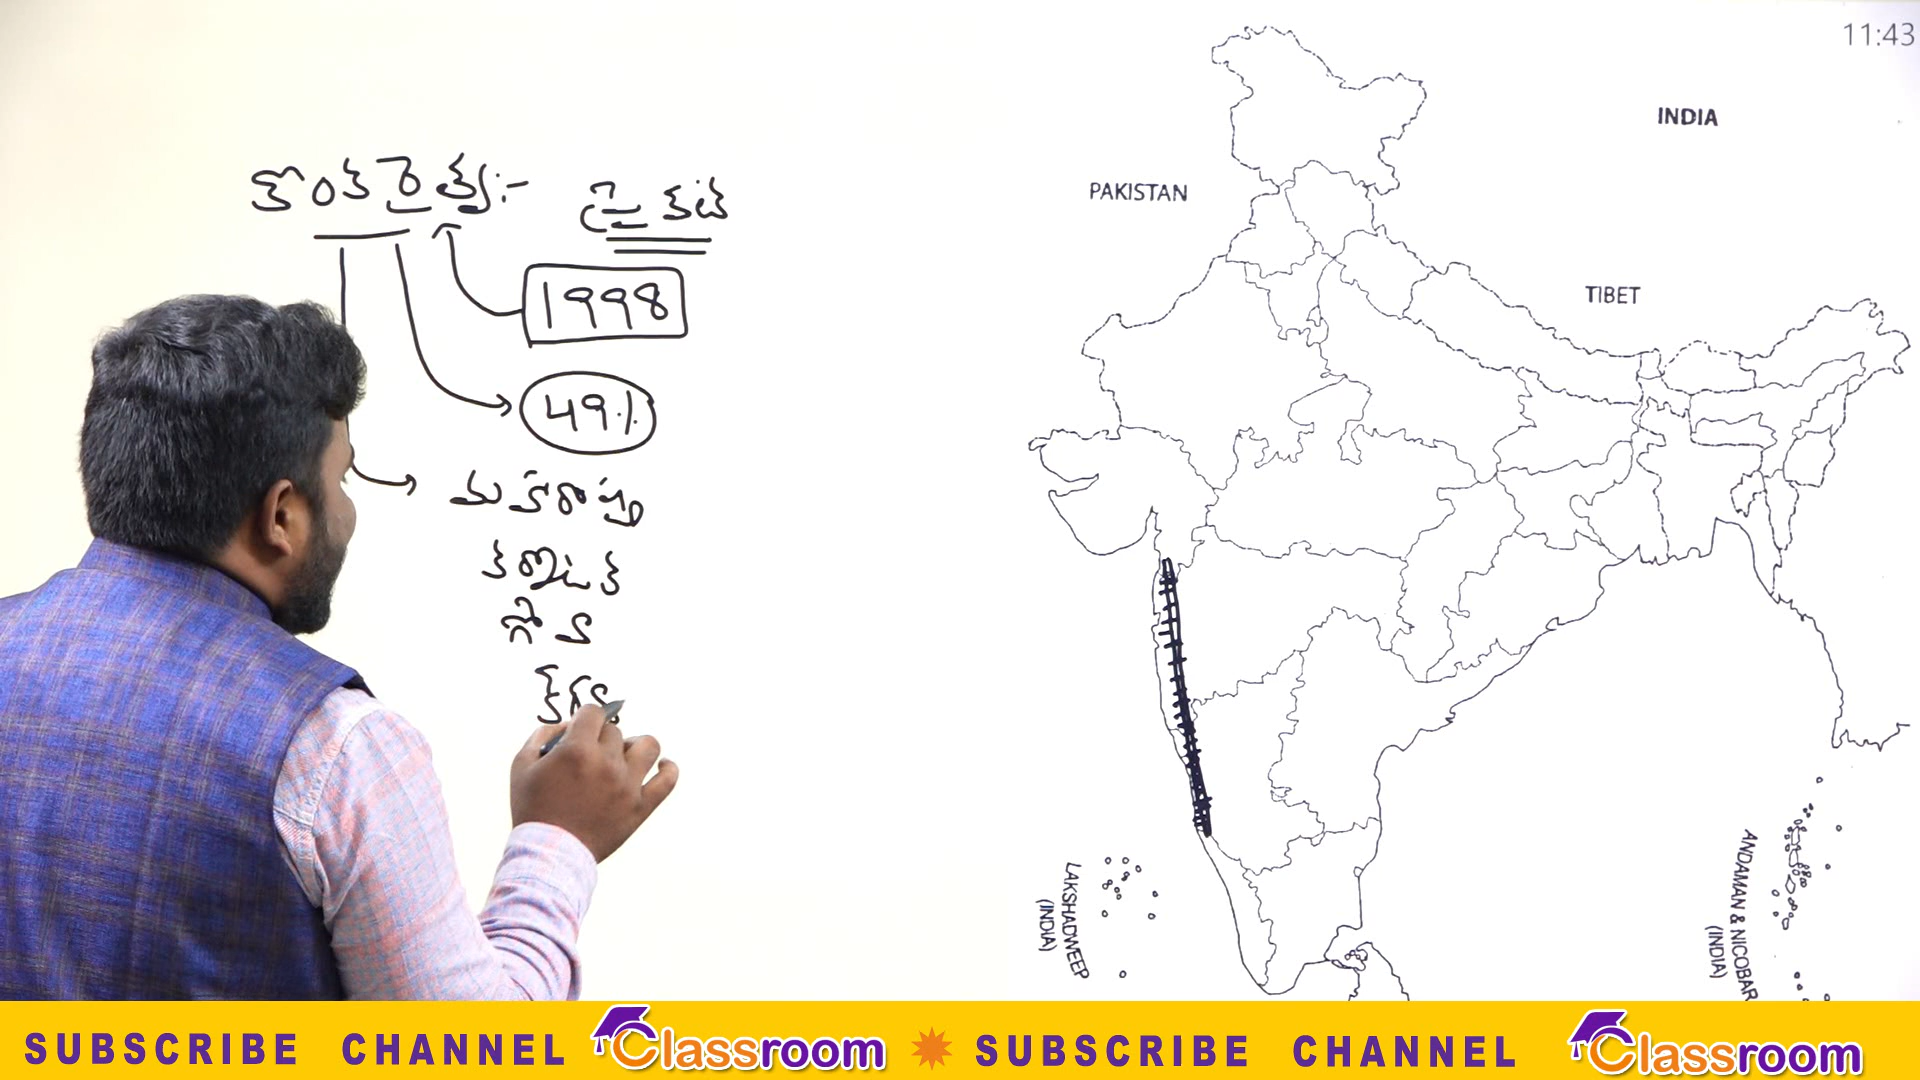 11:43
కొంకణ్ రైల్వే:-
1998
49%
మహారాష్ట్ర
కర్ణాటక
గోవా
INDIA
PAKISTAN
TIBET
LAKSHADWEEP
(INDIA)
ANDAMAN & NICOBAR
(INDIA)
SUBSCRIBE CHANNEL Classroom SUBSCRIBE CHANNEL Classroom